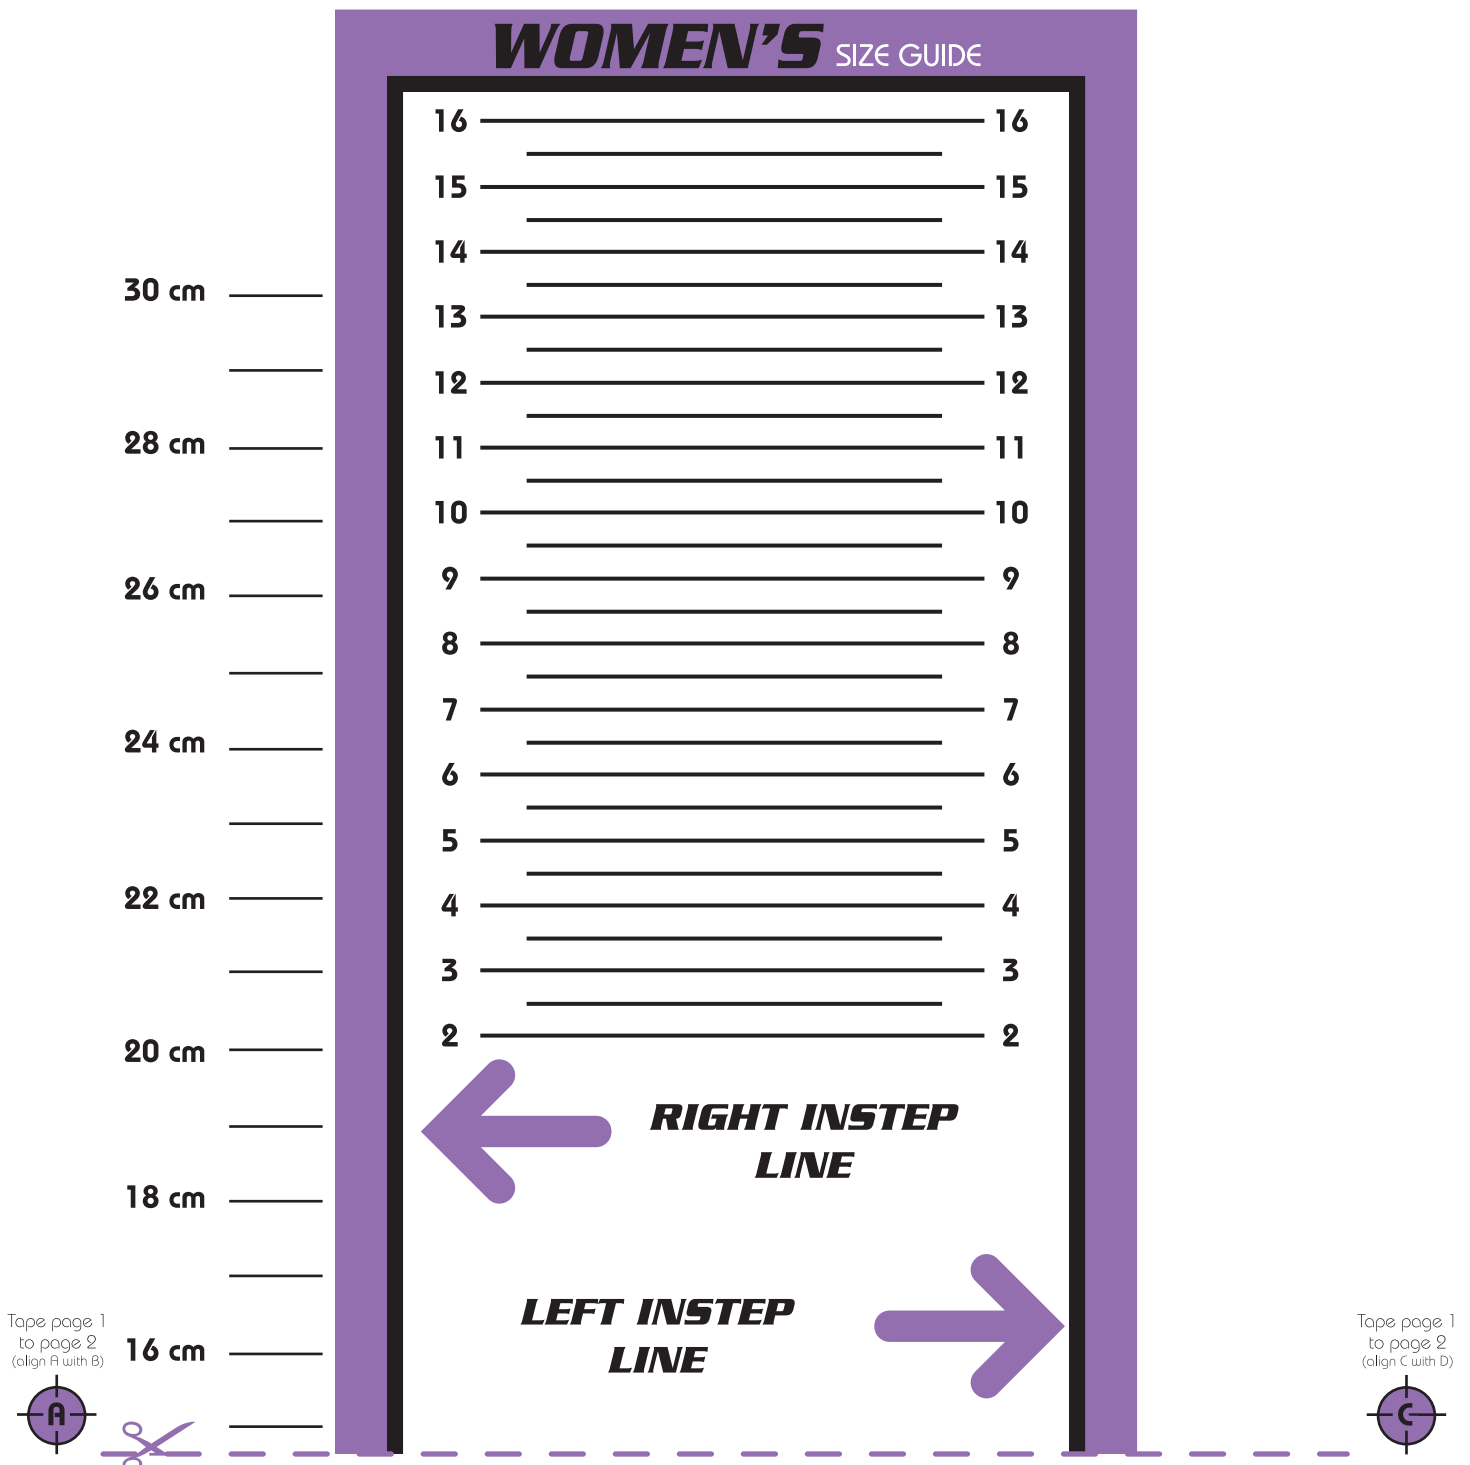 WOMEN'S SIZE GUIDE
16 16
15 15
14 14
30 cm
13 13
12 12
28 cm
11 11
10 10
26 cm
9 9
8 8
7 7
24 cm
6 6
5 5
22 cm
4 4
3 3
2 2
20 cm
RIGHT INSTEP
LINE
18 cm
LEFT INSTEP
LINE
16 cm
Tape page 1
to page 2
(align A with B)
A
Tape page 1
to page 2
(align C with D)
C